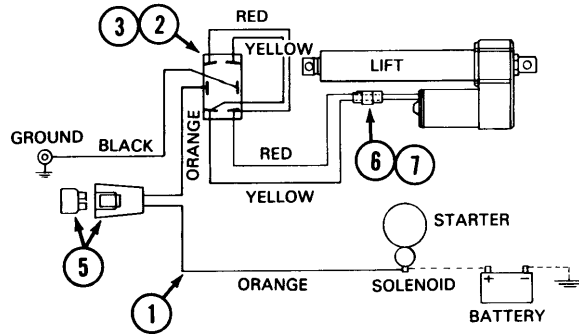 RED
3 2
YELLOW
LIFT
GROUND
BLACK
ORANGE
RED
6 7
YELLOW
5
STARTER
1
ORANGE
SOLENOID
+ −
BATTERY